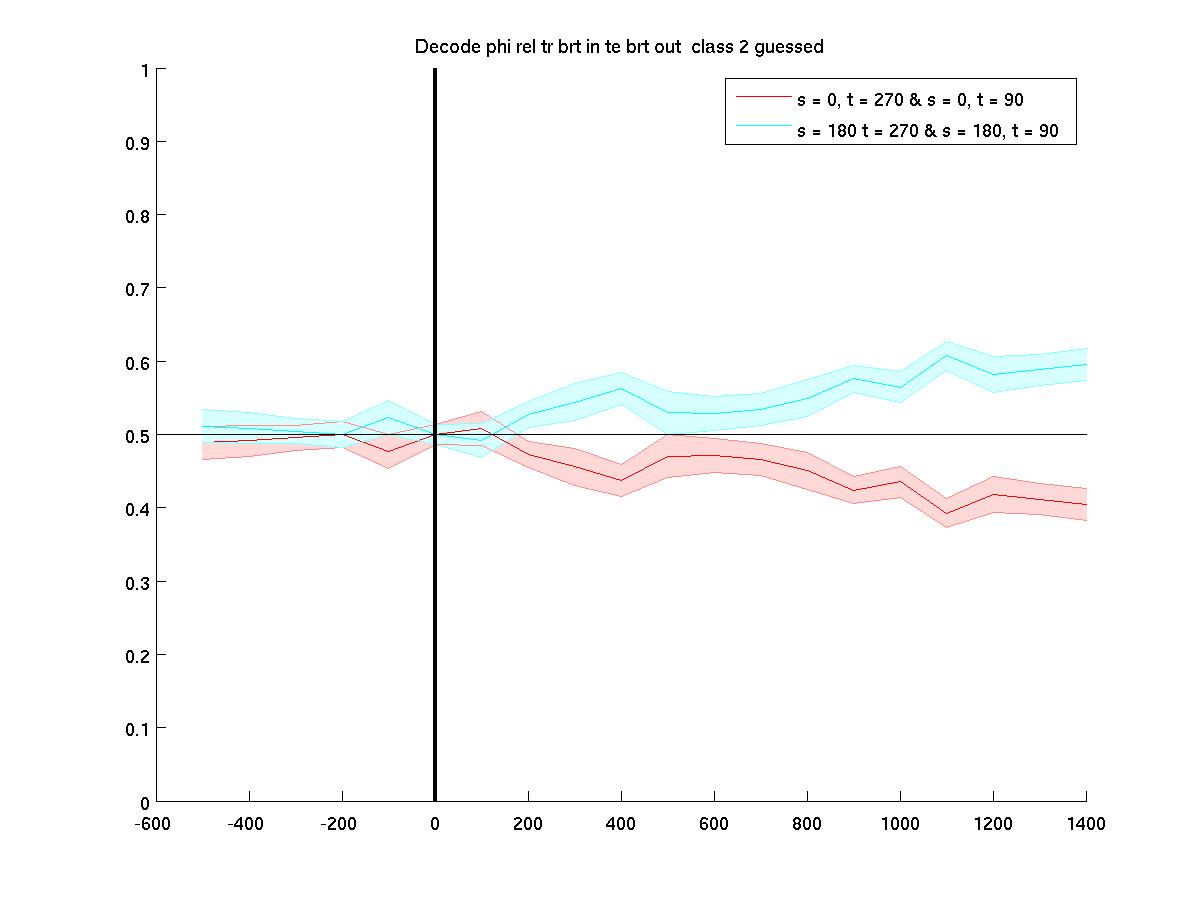 Decode phi rel tr brt in te brt out  class 2 guessed
s = 0, t = 270 & s = 0, t = 90
s = 180 t = 270 & s = 180, t = 90
1
0.9
0.8
0.7
0.6
0.5
0.4
0.3
0.2
0.1
0
-600 -400 -200 0 200 400 600 800 1000 1200 1400